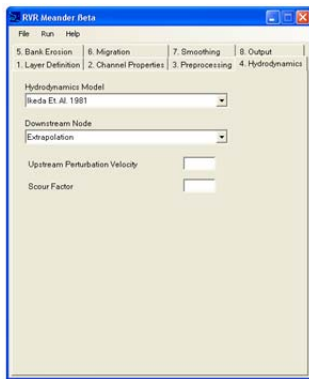 RVR Meander Beta
File Run Help
5. Bank Erosion 6. Migration 7. Smoothing 8. Output
1. Layer Definition 2. Channel Properties 3. Preprocessing 4. Hydrodynamics
Hydrodynamics Model
Ikeda Et. Al. 1981
Downstream Node
Extrapolation
Upstream Perturbation Velocity
Scour Factor